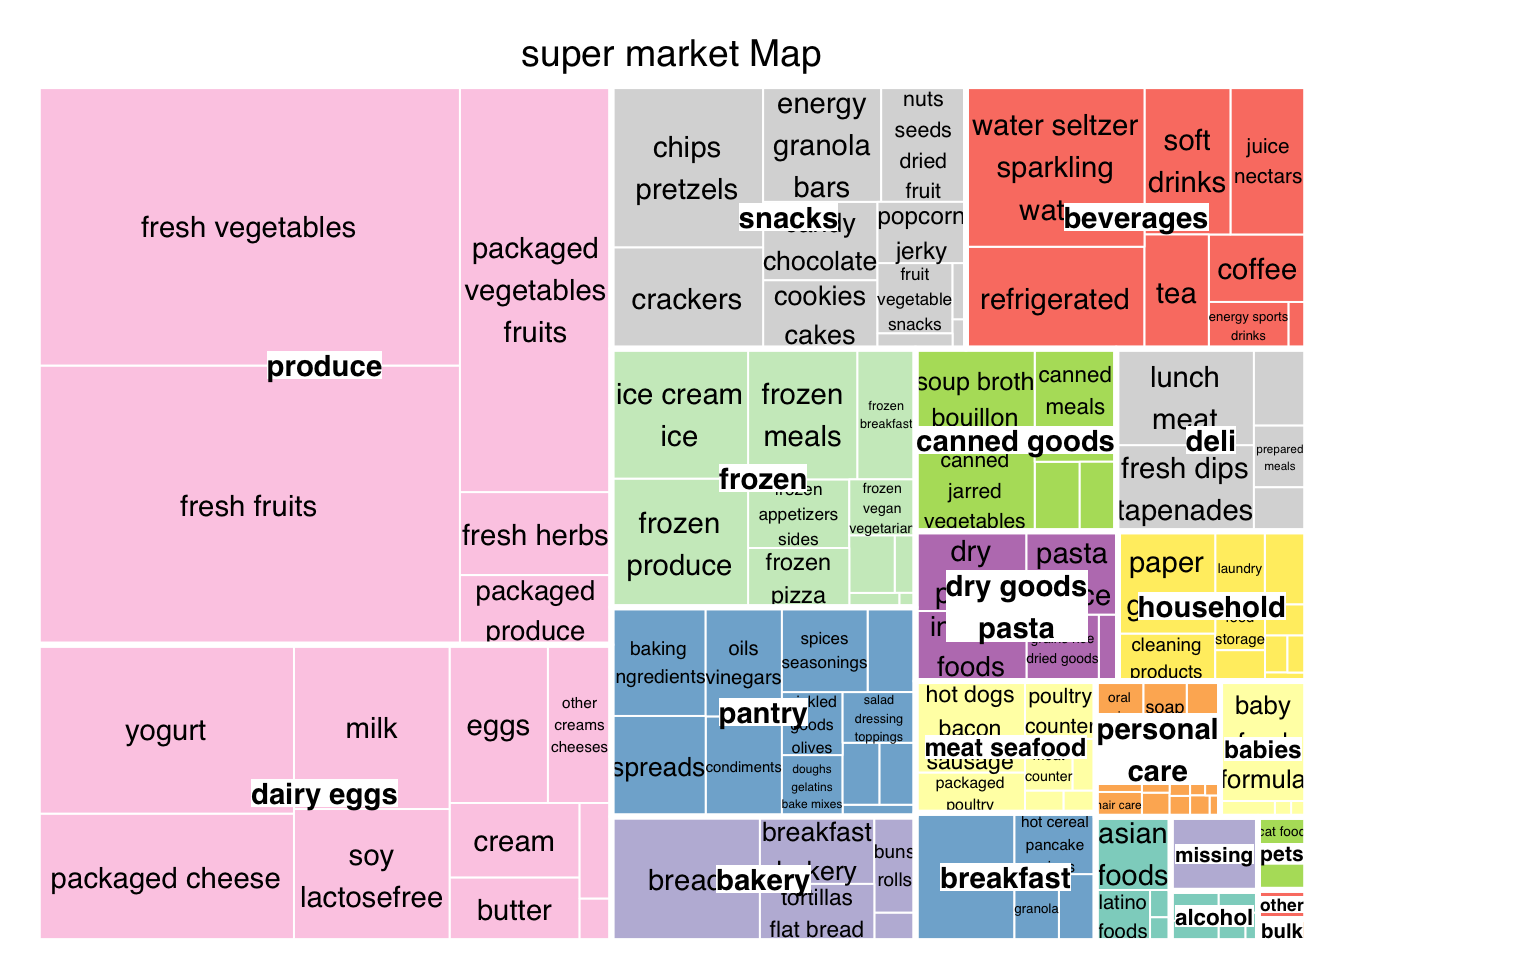 super market Map
fresh vegetables
fresh fruits
packaged
vegetables
fruits
fresh herbs
packaged
produce
produce
yogurt
packaged cheese
milk
soy
lactosefree
eggs
other
creams
cheeses
cream
butter
dairy eggs
chips
pretzels
crackers
energy
granola
bars
nuts
seeds
dried
fruit
chocolate
cookies
cakes
popcorn
jerky
fruit
vegetable
snacks
snacks
water seltzer
sparkling
refrigerated
soft
drinks
juice
nectars
tea
coffee
energy sports
drinks
beverages
ice cream
ice
frozen
produce
frozen
meals
frozen
breakfast
appetizers
sides
frozen
pizza
frozen
vegan
vegetarian
frozen
soup broth
bouillon
canned
jarred
vegetables
canned
meals
canned goods
lunch
meat
fresh dips
tapenades
prepared
meals
deli
dry
foods
pasta
dried goods
dry goods
pasta
paper
cleaning
products
laundry
storage
household
baking
ngredients
spreads
oils
vinegars
condiments
spices
seasonings
goods
olives
doughs
gelatins
bake mixes
salad
dressing
toppings
pantry
hot dogs
bacon
sausage
packaged
poultry
poultry
counter
counter
meat seafood
oral
soap
hair care
personal
care
baby
formula
babies
bread
breakfast
tortillas
flat bread
buns
rolls
bakery
hot cereal
pancake
granola
breakfast
asian
foods
latino
foods
missing
alcohol
cat food
pets
other
bulk